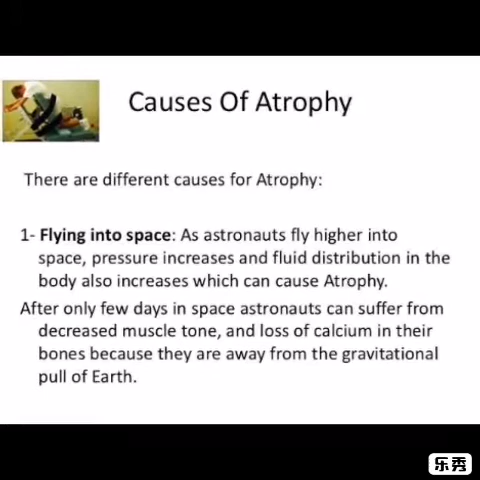 Causes Of Atrophy
There are different causes for Atrophy:
1- Flying into space: As astronauts fly higher into
space, pressure increases and fluid distribution in the
body also increases which can cause Atrophy.
After only few days in space astronauts can suffer from
decreased muscle tone, and loss of calcium in their
bones because they are away from the gravitational
pull of Earth.
乐秀